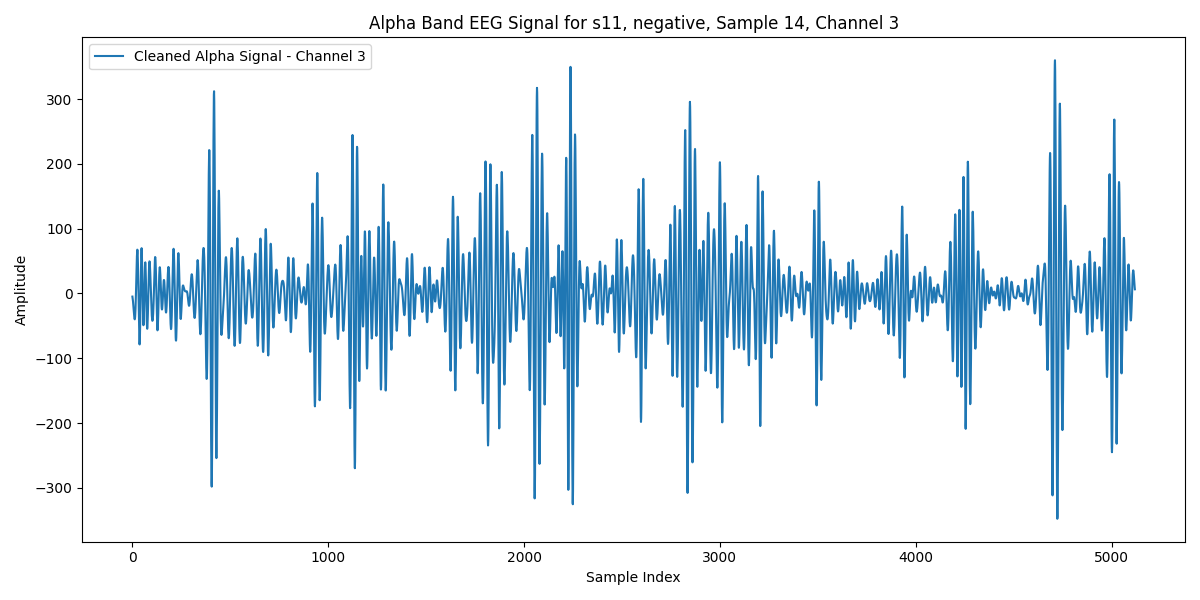 Alpha Band EEG Signal for s11, negative, Sample 14, Channel 3
Cleaned Alpha Signal - Channel 3
300
200
100
0
−100
−200
−300
Amplitude
0 1000 2000 3000 4000 5000
Sample Index